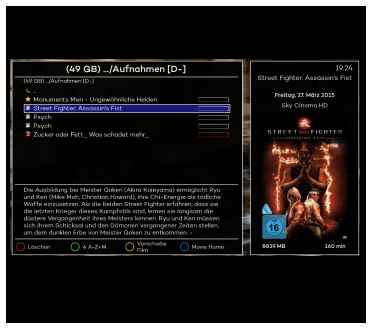 (49 GB) .../Aufnahmen [D-]
(49 GB) .../Aufnahmen [D-]
..
Monuments Men - Ungewöhnliche Helden
Street Fighter: Assassin's Fist
Psych
Psych
Zucker oder Fett_ Was schadet mehr_
Die Ausbildung bei Meister Goken (Akira Koieyama) ermöglicht Ryu
und Ken (Mike Moh, Christian Howard), ihre Chi-Energie als tödliche
Waffe einzusetzen. Als die beiden Street Fighter erfahren, dass sie
die letzten Krieger dieses Kampfstils sind, lernen sie langsam die
düstere Vergangenheit ihres Meisters kennen. Ryu und Ken müssen
sich ihrem Schicksal und den Dämonen vergangener Zeiten stellen,
um dem dunklen Erbe von Meister Goken zu entkommen.
Löschen
A-Z+M
Vorschau
Film
Movie Home
19:24
Street Fighter: Assassin's Fist
Freitag, 27. März 2015
Sky Cinema HD
STREET FIGHTER
ASSASSIN'S FIST
16
8839 MB
160 min